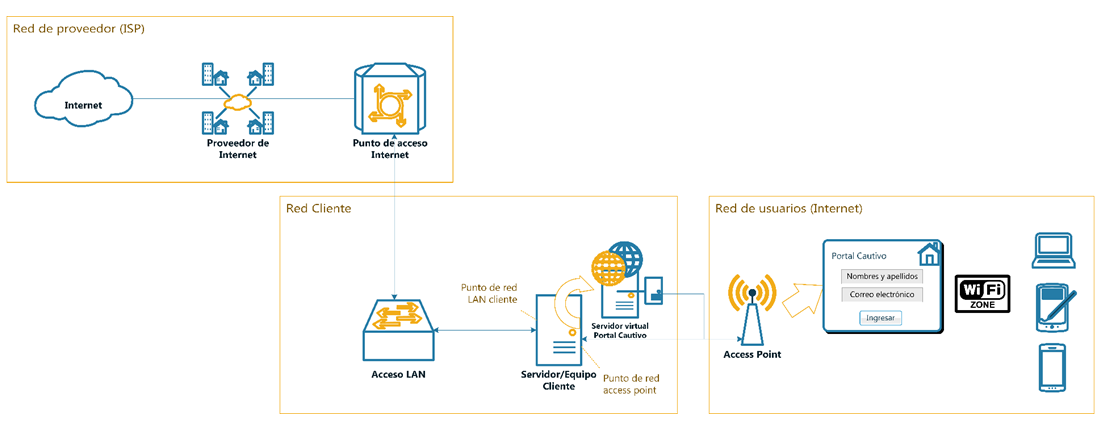 Red de proveedor (ISP)
Internet
Proveedor de
Internet
Punto de acceso
Internet
Red Cliente
Punto de red
LAN cliente
Servidor virtual
Portal Cautivo
Acceso LAN
Servidor/Equipo
Cliente
Punto de red
access point
Red de usuarios (Internet)
Access Point
Portal Cautivo
Nombres y apellidos
Correo electrónico
Ingresar
Wi Fi
ZONE